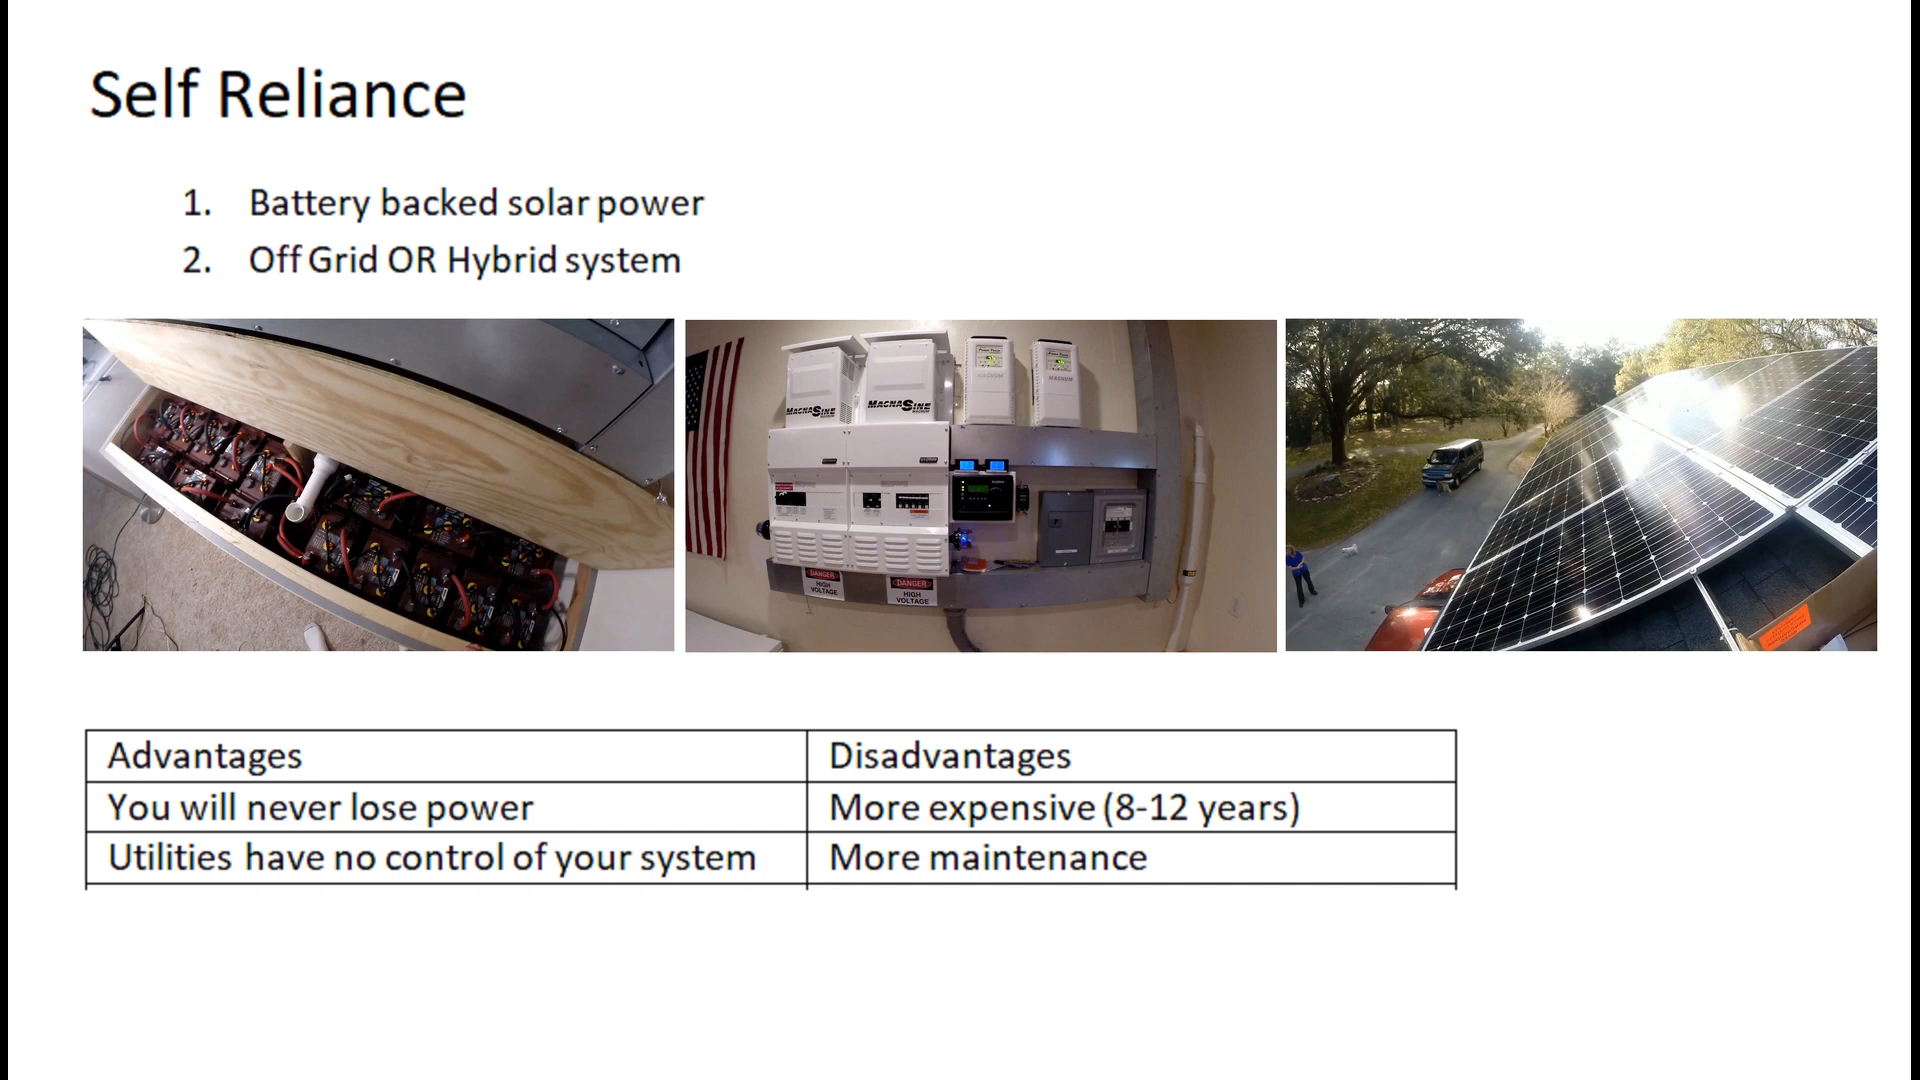 Self Reliance
1. Battery backed solar power
2. Off Grid OR Hybrid system
MAGNASINE
MAGNASINE
MAGNUM
MAGNUM
DANGER
HIGH
VOLTAGE
DANGER
HIGH
VOLTAGE
Advantages Disadvantages
You will never lose power More expensive (8-12 years)
Utilities have no control of your system More maintenance